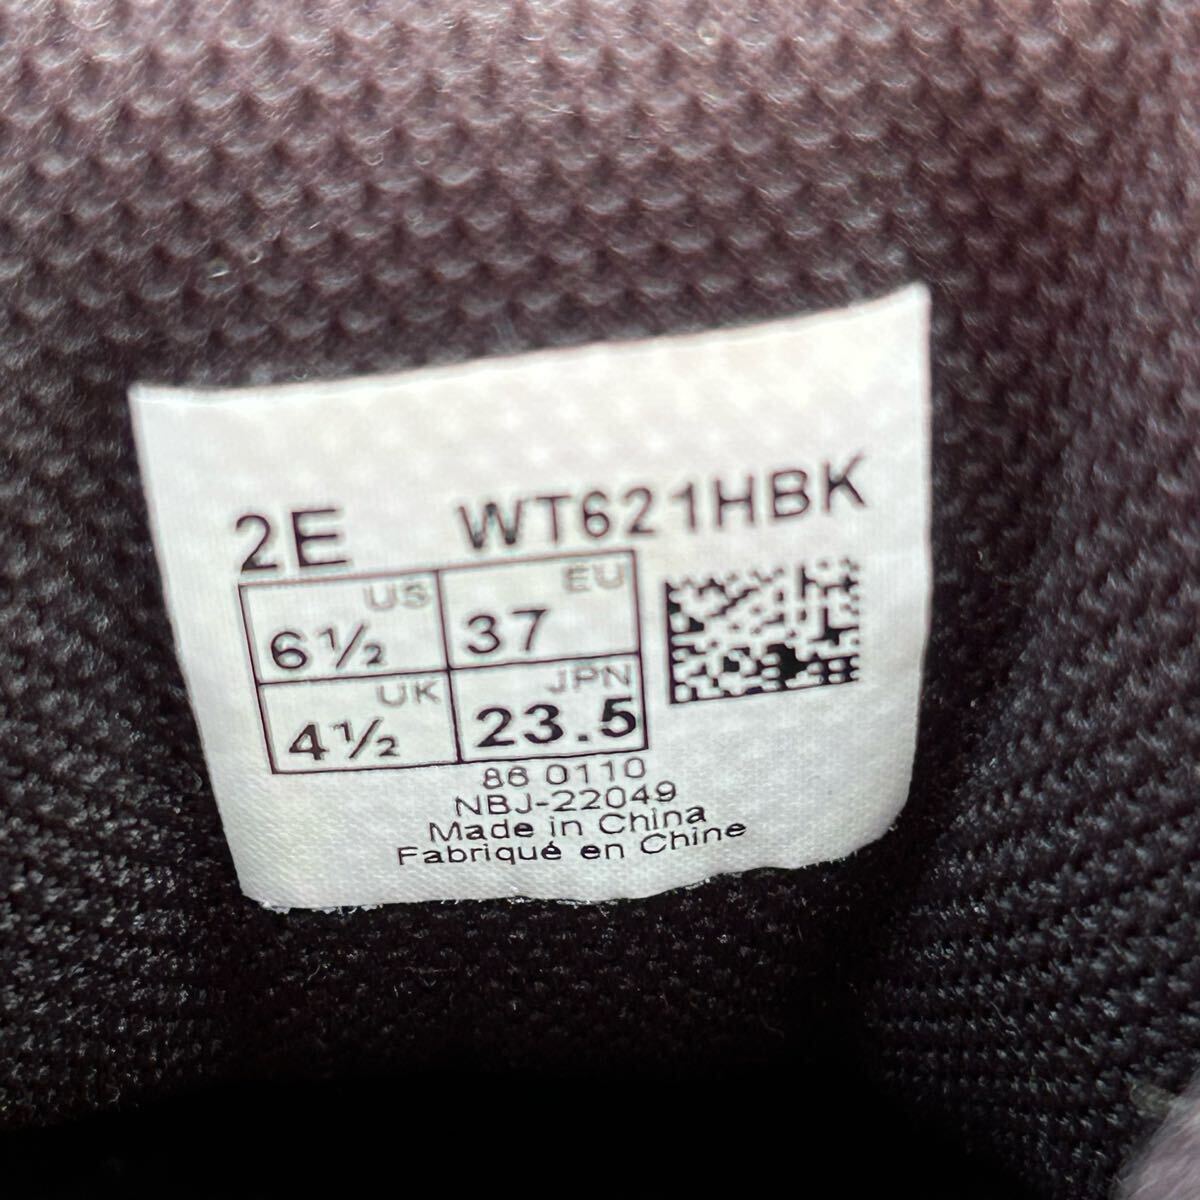 2E WT621HBK
US EU
6½ 37
UK JPN
4½ 23.5
86 0110
NBJ-22049
Made in China
Fabriqué en Chine